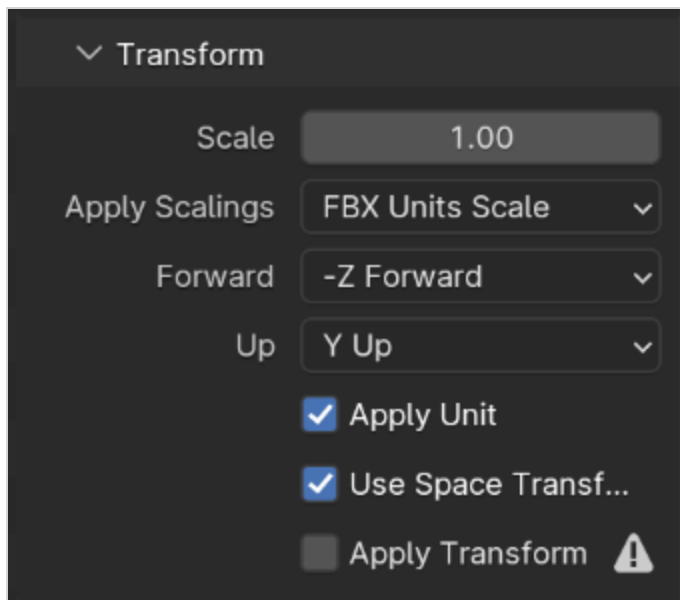 Transform
Scale 1.00
Apply Scalings FBX Units Scale
Forward -Z Forward
Up Y Up
Apply Unit
Use Space Transf...
Apply Transform